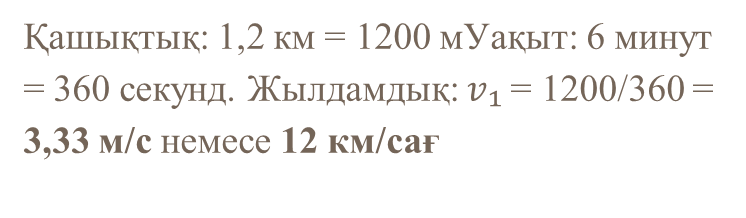 Қашықтық: 1,2 км = 1200 мУақыт: 6 минут
= 360 секунд. Жылдамдық: 𝑣₁ = 1200/360 =
3,33 м/с немесе 12 км/сағ